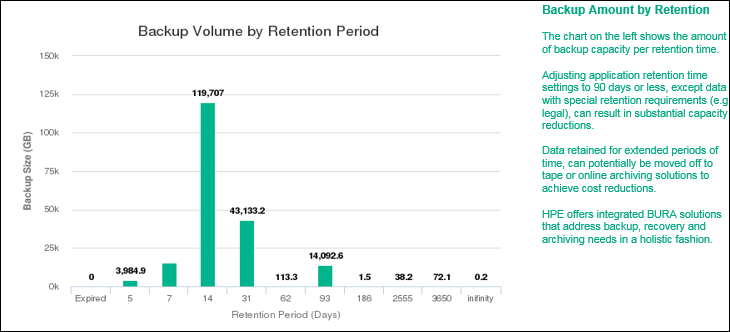 Backup Volume by Retention Period
150k
125k
100k
75k
50k
25k
0k
Backup Size (GB)
0
3,984.9
119,707
43,133.2
113.3
14,092.6
1.5
38.2
72.1
0.2
Expired
5
7
14
31
62
93
186
2555
3650
inifinity
Retention Period (Days)
Backup Amount by Retention
The chart on the left shows the amount
of backup capacity per retention time.
Adjusting application retention time
settings to 90 days or less, except data
with special retention requirements (e.g
legal), can result in substantial capacity
reductions.
Data retained for extended periods of
time, can potentially be moved off to
tape or online archiving solutions to
achieve cost reductions.
HPE offers integrated BURA solutions
that address backup, recovery and
archiving needs in a holistic fashion.